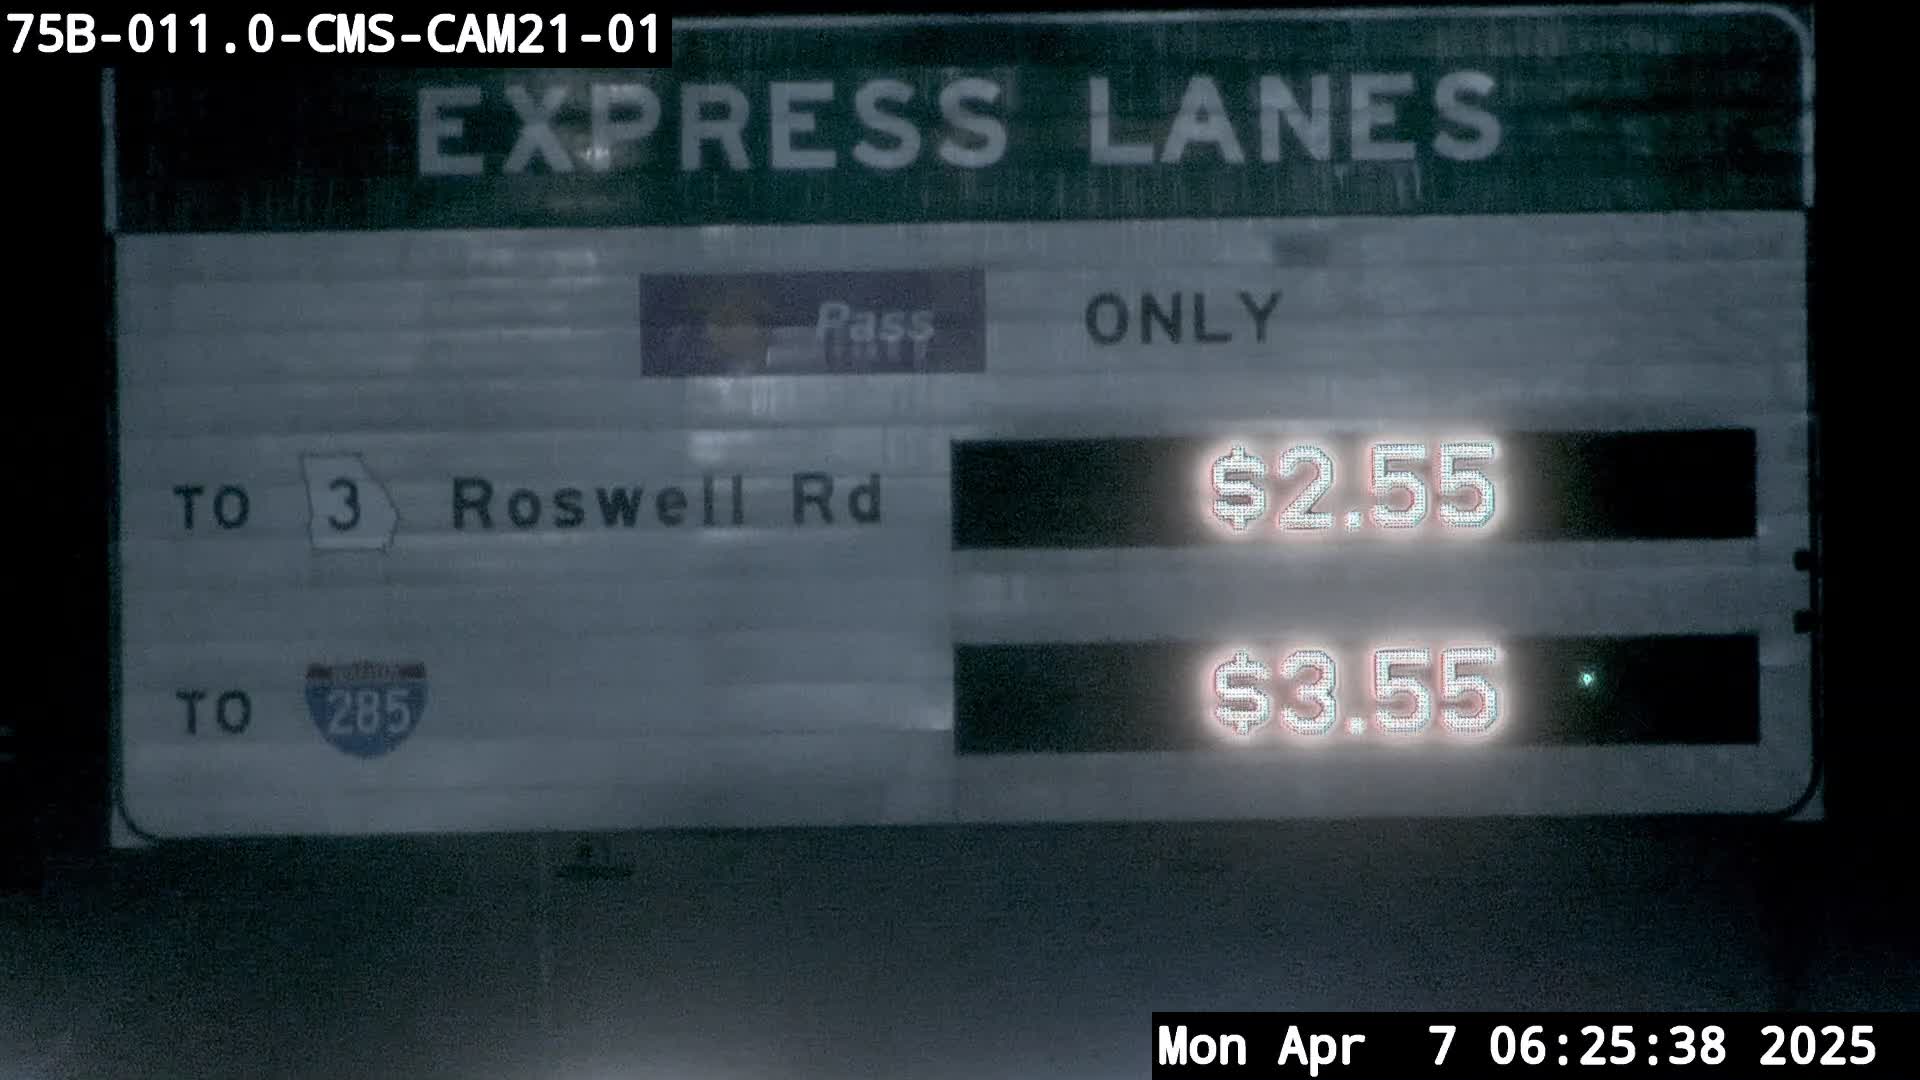 75B-011.0-CMS-CAM21-01
EXPRESS LANES
Pass ONLY
TO 3 Roswell Rd $2.55
TO 285 $3.55
Mon Apr 7 06:25:38 2025